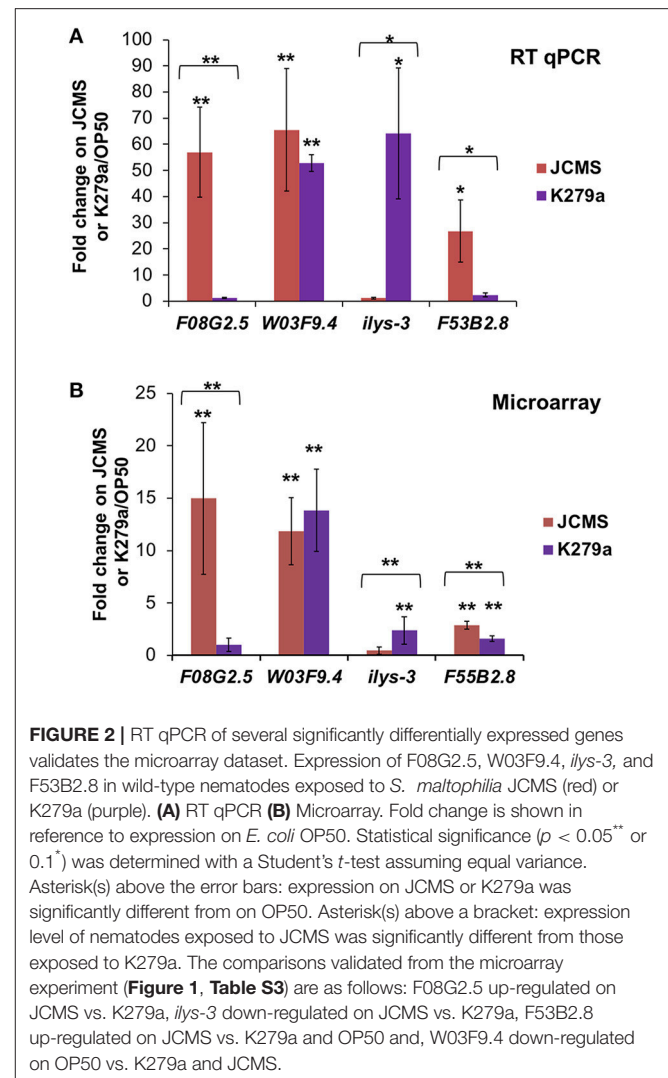 A
RT qPCR
** * **
** ** ** * *
Fold change on JCMS
or K279a/OP50
100
90
80
70
60
50
40
30
20
10
0
JCMS
K279a
F08G2.5 W03F9.4 ilys-3 F53B2.8
B
Microarray
** ** **
** ** ** ** ** **
Fold change on JCMS
or K279a/OP50
25
20
15
10
5
0
JCMS
K279a
F08G2.5 W03F9.4 ilys-3 F55B2.8
FIGURE 2 | RT qPCR of several significantly differentially expressed genes
validates the microarray dataset. Expression of F08G2.5, W03F9.4, ilys-3, and
F53B2.8 in wild-type nematodes exposed to S. maltophilia JCMS (red) or
K279a (purple). (A) RT qPCR (B) Microarray. Fold change is shown in
reference to expression on E. coli OP50. Statistical significance (p < 0.05** or
0.1*) was determined with a Student's t-test assuming equal variance.
Asterisk(s) above the error bars: expression on JCMS or K279a was
significantly different from on OP50. Asterisk(s) above a bracket: expression
level of nematodes exposed to JCMS was significantly different from those
exposed to K279a. The comparisons validated from the microarray
experiment (Figure 1, Table S3) are as follows: F08G2.5 up-regulated on
JCMS vs. K279a, ilys-3 down-regulated on JCMS vs. K279a, F53B2.8
up-regulated on JCMS vs. K279a and OP50 and, W03F9.4 down-regulated
on OP50 vs. K279a and JCMS.